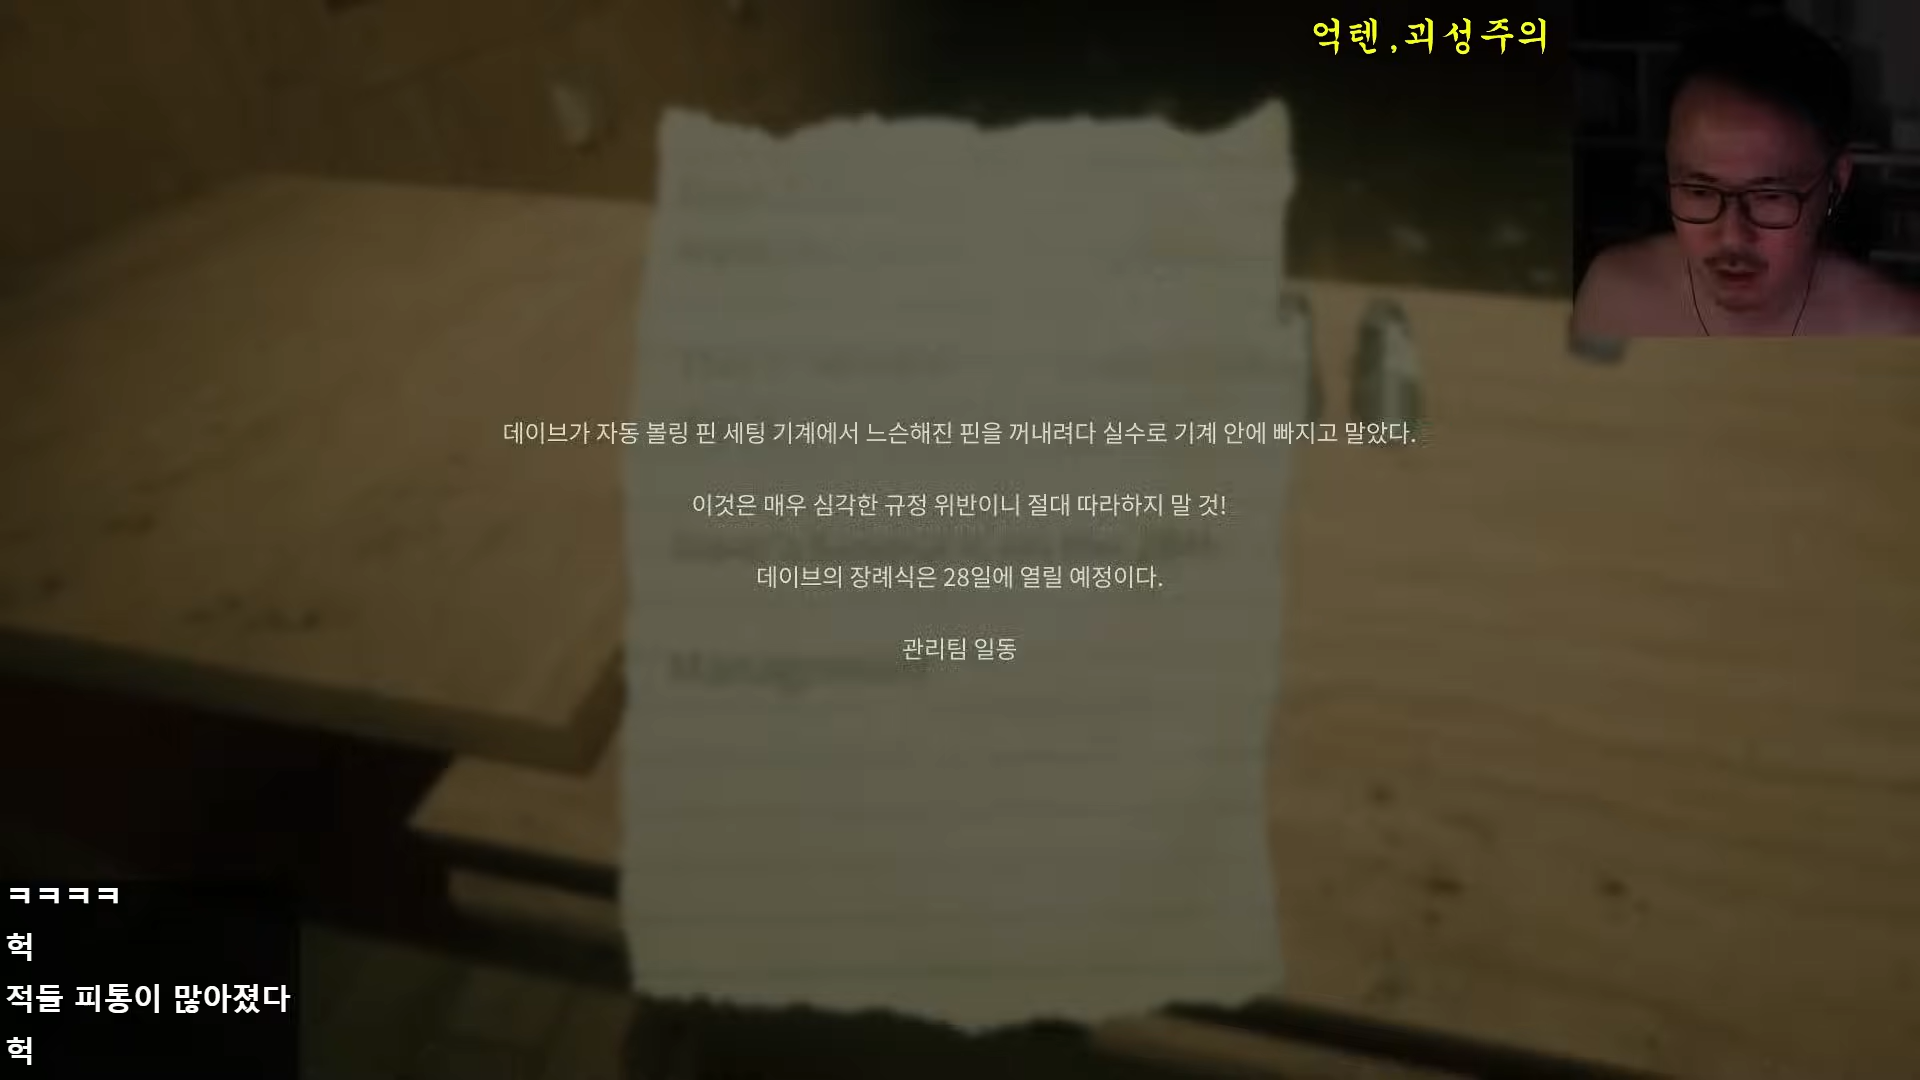 억텐,괴성주의
데이브가 자동 볼링 핀 세팅 기계에서 느슨해진 핀을 꺼내려다 실수로 기계 안에 빠지고 말았다.
이것은 매우 심각한 규정 위반이니 절대 따라하지 말 것!
데이브의 장례식은 28일에 열릴 예정이다.
관리팀 일동
ㅋㅋㅋㅋ
헉
적들 피통이 많아졌다
헉